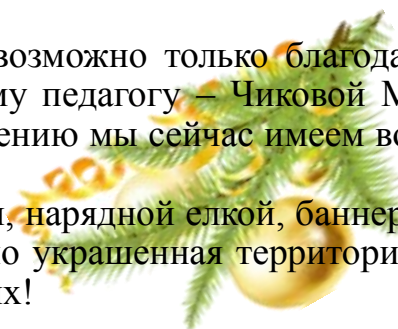 возможно только благода
му педагогу – Чиковой М
ению мы сейчас имеем во
, нарядной елкой, баннер
о украшенная территори
х!